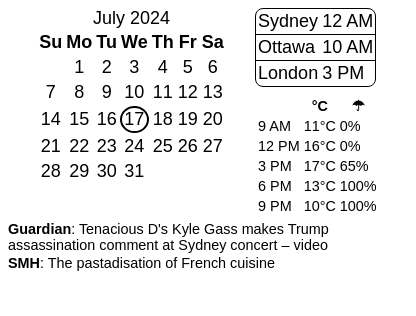 July 2024
Su Mo Tu We Th Fr Sa
1 2 3 4 5 6
7 8 9 10 11 12 13
14 15 16 17 18 19 20
21 22 23 24 25 26 27
28 29 30 31
Sydney 12 AM
Ottawa 10 AM
London 3 PM
°C ☂
9 AM 11°C 0%
12 PM 16°C 0%
3 PM 17°C 65%
6 PM 13°C 100%
9 PM 10°C 100%
Guardian: Tenacious D's Kyle Gass makes Trump
assassination comment at Sydney concert – video
SMH: The pastadisation of French cuisine